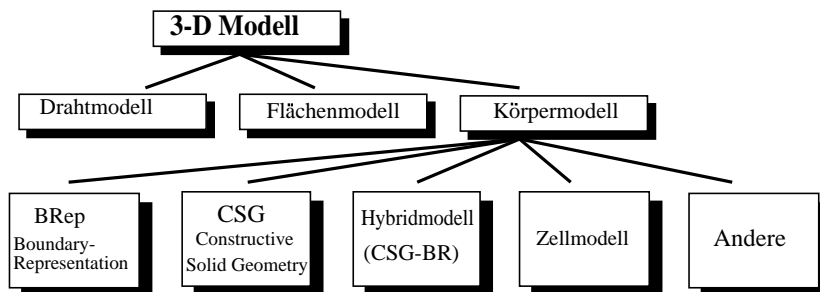 3-D Modell
Drahtmodell
Flächenmodell
Körpermodell
BRep
Boundary-
Representation
CSG
Constructive
Solid Geometry
Hybridmodell
(CSG-BR)
Zellmodell
Andere